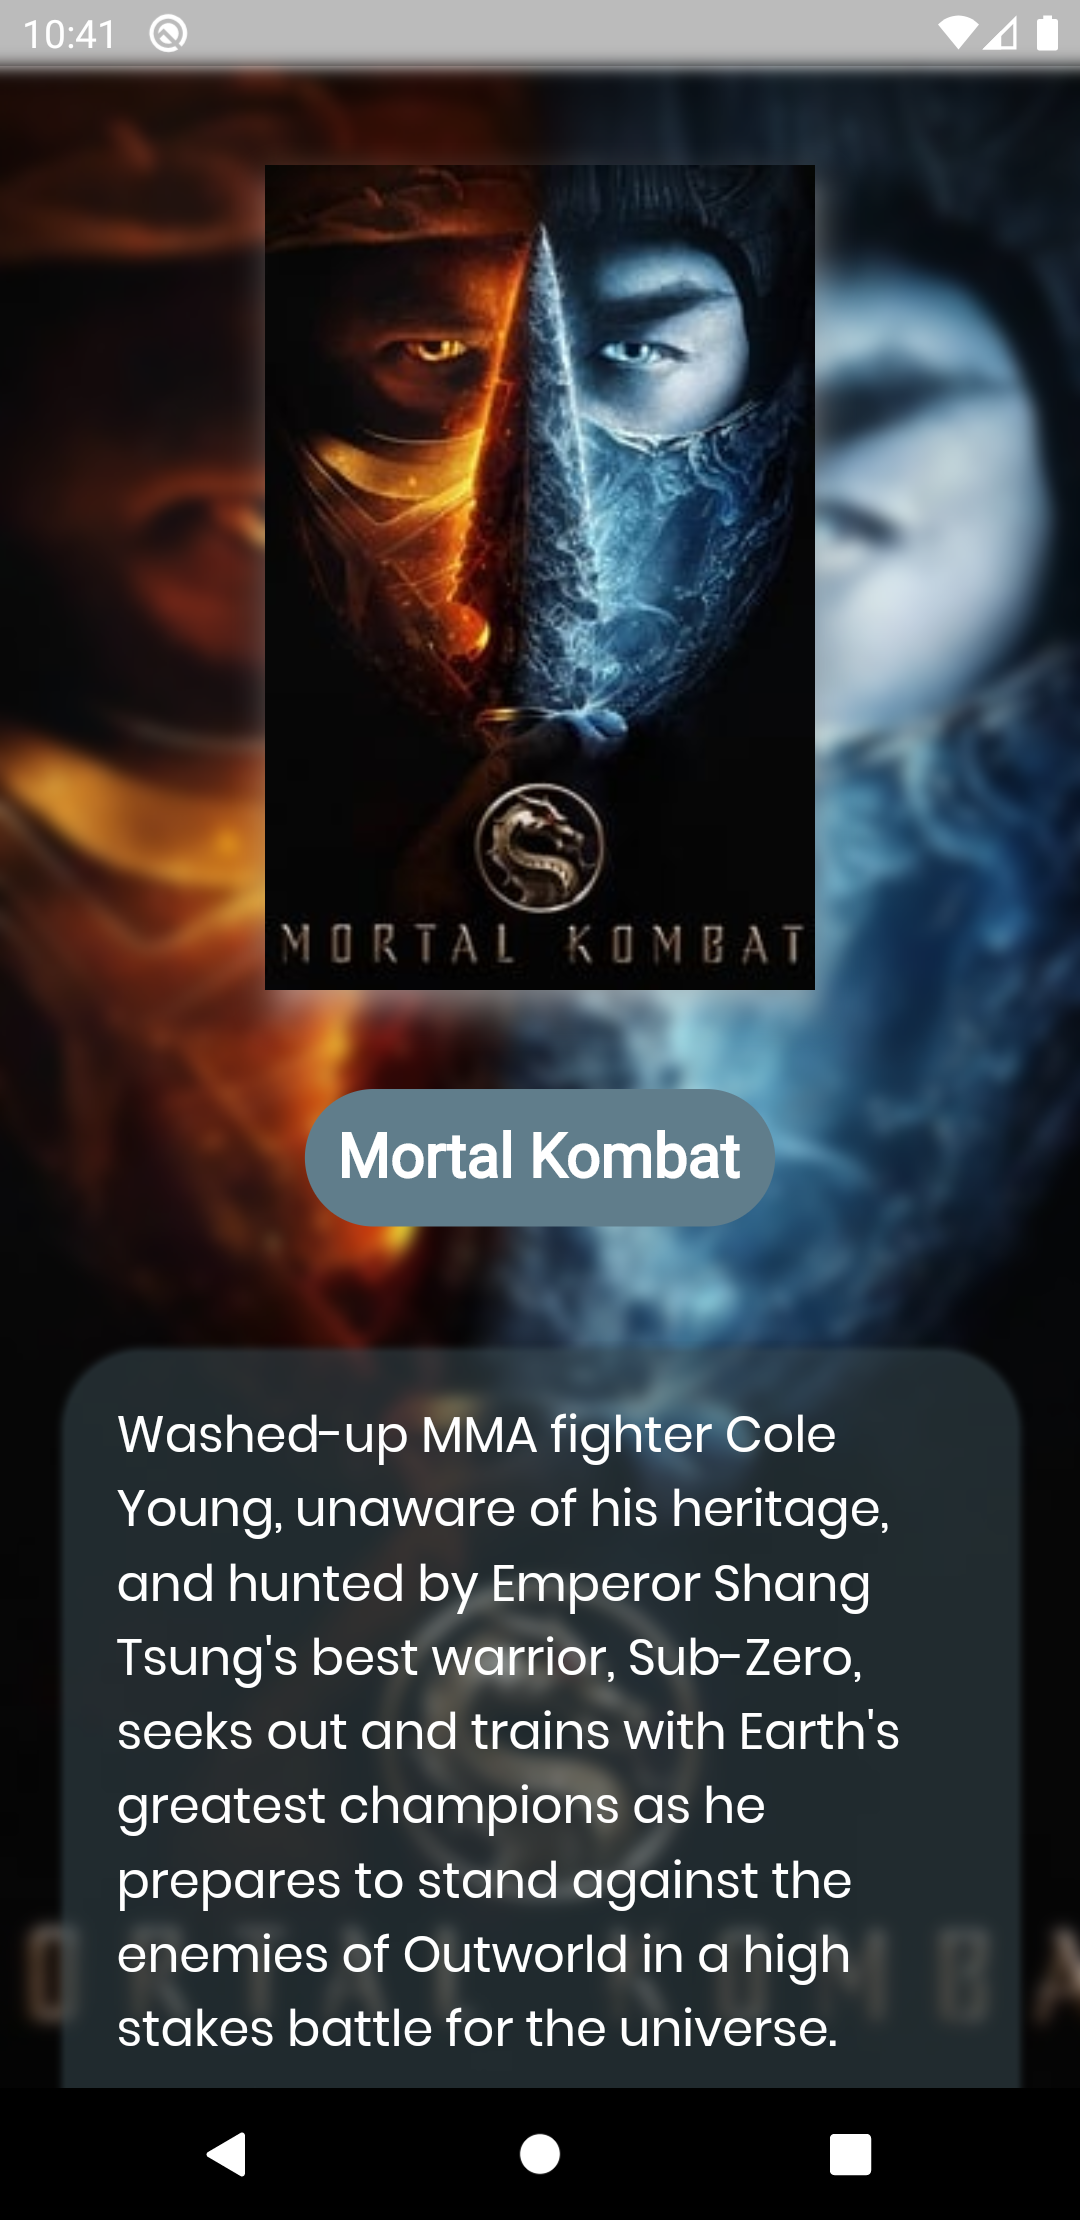 10:41
MORTAL KOMBAT
Mortal Kombat
Washed-up MMA fighter Cole
Young, unaware of his heritage,
and hunted by Emperor Shang
Tsung's best warrior, Sub-Zero,
seeks out and trains with Earth's
greatest champions as he
prepares to stand against the
enemies of Outworld in a high
stakes battle for the universe.